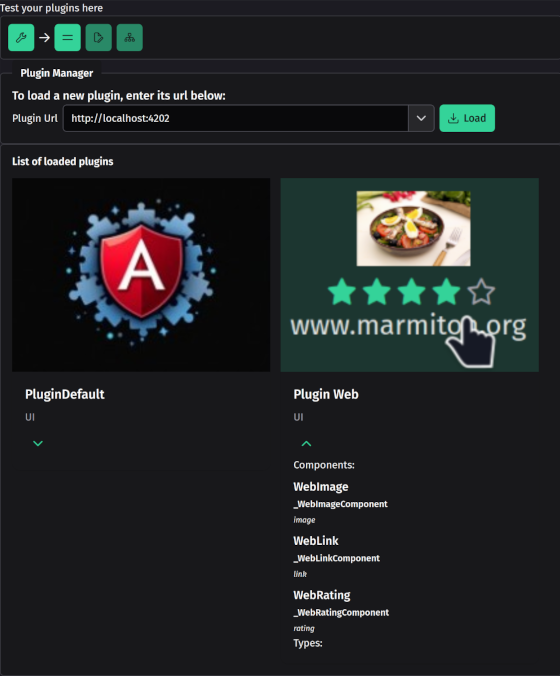 Test your plugins here
Plugin Manager
To load a new plugin, enter its url below:
Plugin Url
http://localhost:4202
Load
List of loaded plugins
A
www.marmiton.org
PluginDefault
UI
Plugin Web
UI
Components:
WebImage
_WebImageComponent
image
WebLink
_WebLinkComponent
link
WebRating
_WebRatingComponent
rating
Types: